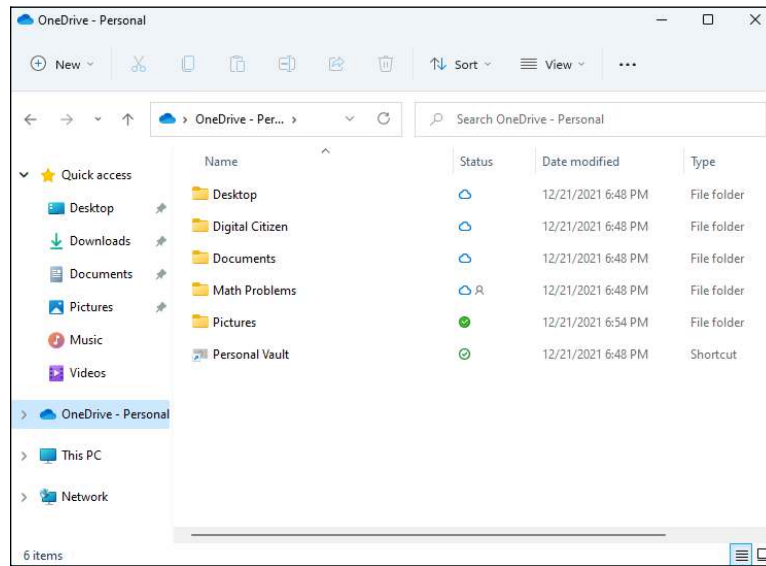 OneDrive - Personal
New Sort View ...
OneDrive - Per... Search OneDrive - Personal
Name Status Date modified Type
Quick access
Desktop
Downloads
Documents
Pictures
Music
Videos
OneDrive - Personal
This PC
Network
Desktop 12/21/2021 6:48 PM File folder
Digital Citizen 12/21/2021 6:48 PM File folder
Documents 12/21/2021 6:48 PM File folder
Math Problems 12/21/2021 6:48 PM File folder
Pictures 12/21/2021 6:54 PM File folder
Personal Vault 12/21/2021 6:48 PM Shortcut
6 items